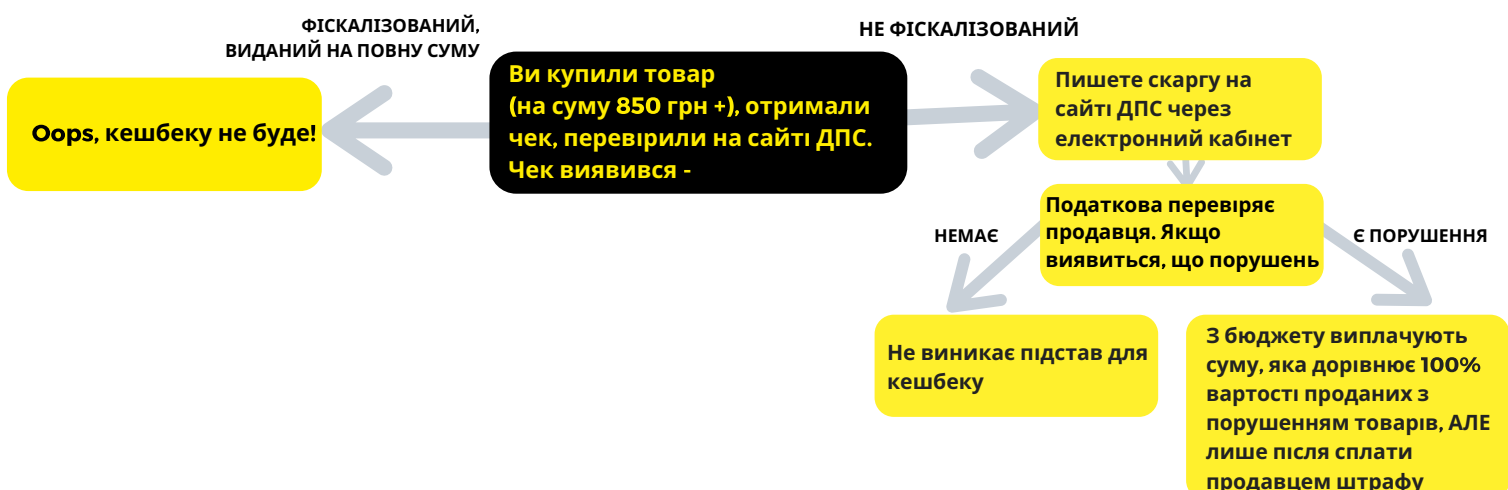 ФІСКАЛІЗОВАНИЙ,
ВИДАНИЙ НА ПОВНУ СУМУ
НЕ ФІСКАЛІЗОВАНИЙ
Oops, кешбеку не буде!
Ви купили товар
(на суму 850 грн +), отримали
чек, перевірили на сайті ДПС.
Чек виявився -
Пишете скаргу на
сайті ДПС через
електронний кабінет
Податкова перевіряє
продавця. Якщо
виявиться, що порушень
НЕМАЄ
Є ПОРУШЕННЯ
Не виникає підстав для
кешбеку
З бюджету виплачують
суму, яка дорівнює 100%
вартості проданих з
порушенням товарів, АЛЕ
лише після сплати
продавцем штрафу